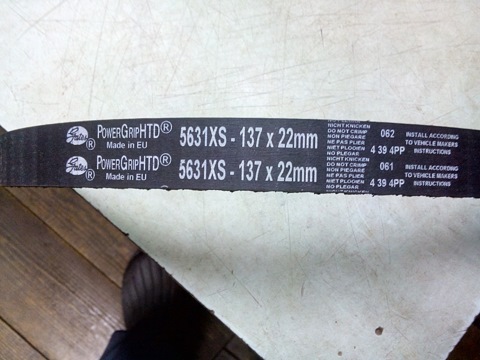 Gates® POWERGRIPHTD®
Made in EU
5631XS - 137 x 22mm
NICHT KNICKEN
DO NOT CRIMP
NON PIEGARE
NE PAS PLIER
NIET PLOOIEN
NO PLEGAR
062
4 39 4PP
INSTALL ACCORDING
TO VEHICLE MAKERS
INSTRUCTIONS
Gates® POWERGRIPHTD®
Made in EU
5631XS - 137 x 22mm
NICHT KNICKEN
DO NOT CRIMP
NON PIEGARE
NE PAS PLIER
NIET PLOOIEN
NO PLEGAR
061
4 39 4PP
INSTALL ACCORDING
TO VEHICLE MAKERS
INSTRUCTIONS